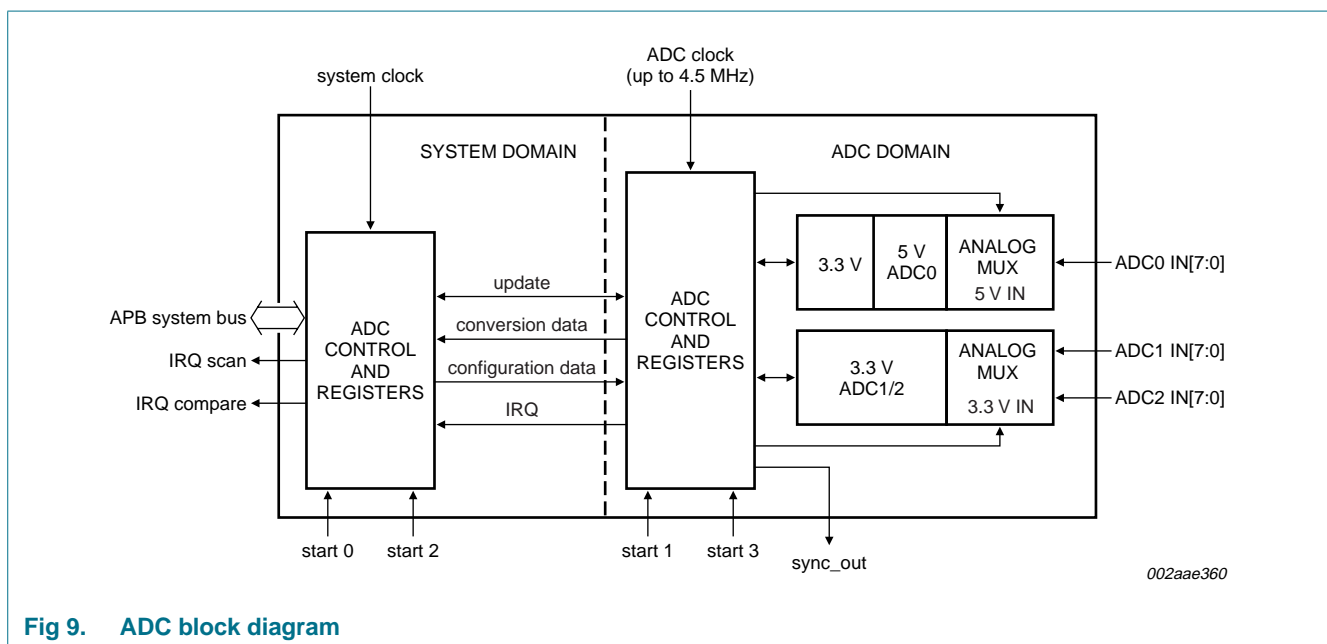 ADC clock
(up to 4.5 MHz)
system clock
SYSTEM DOMAIN
ADC DOMAIN
APB system bus
IRQ scan
IRQ compare
ADC
CONTROL
AND
REGISTERS
update
conversion data
configuration data
IRQ
ADC
CONTROL
AND
REGISTERS
3.3 V
5 V
ADC0
ANALOG
MUX
5 V IN
ADC0 IN[7:0]
3.3 V
ADC1/2
ANALOG
MUX
3.3 V IN
ADC1 IN[7:0]
ADC2 IN[7:0]
start 0
start 2
start 1
start 3
sync_out
002aae360
Fig 9. ADC block diagram